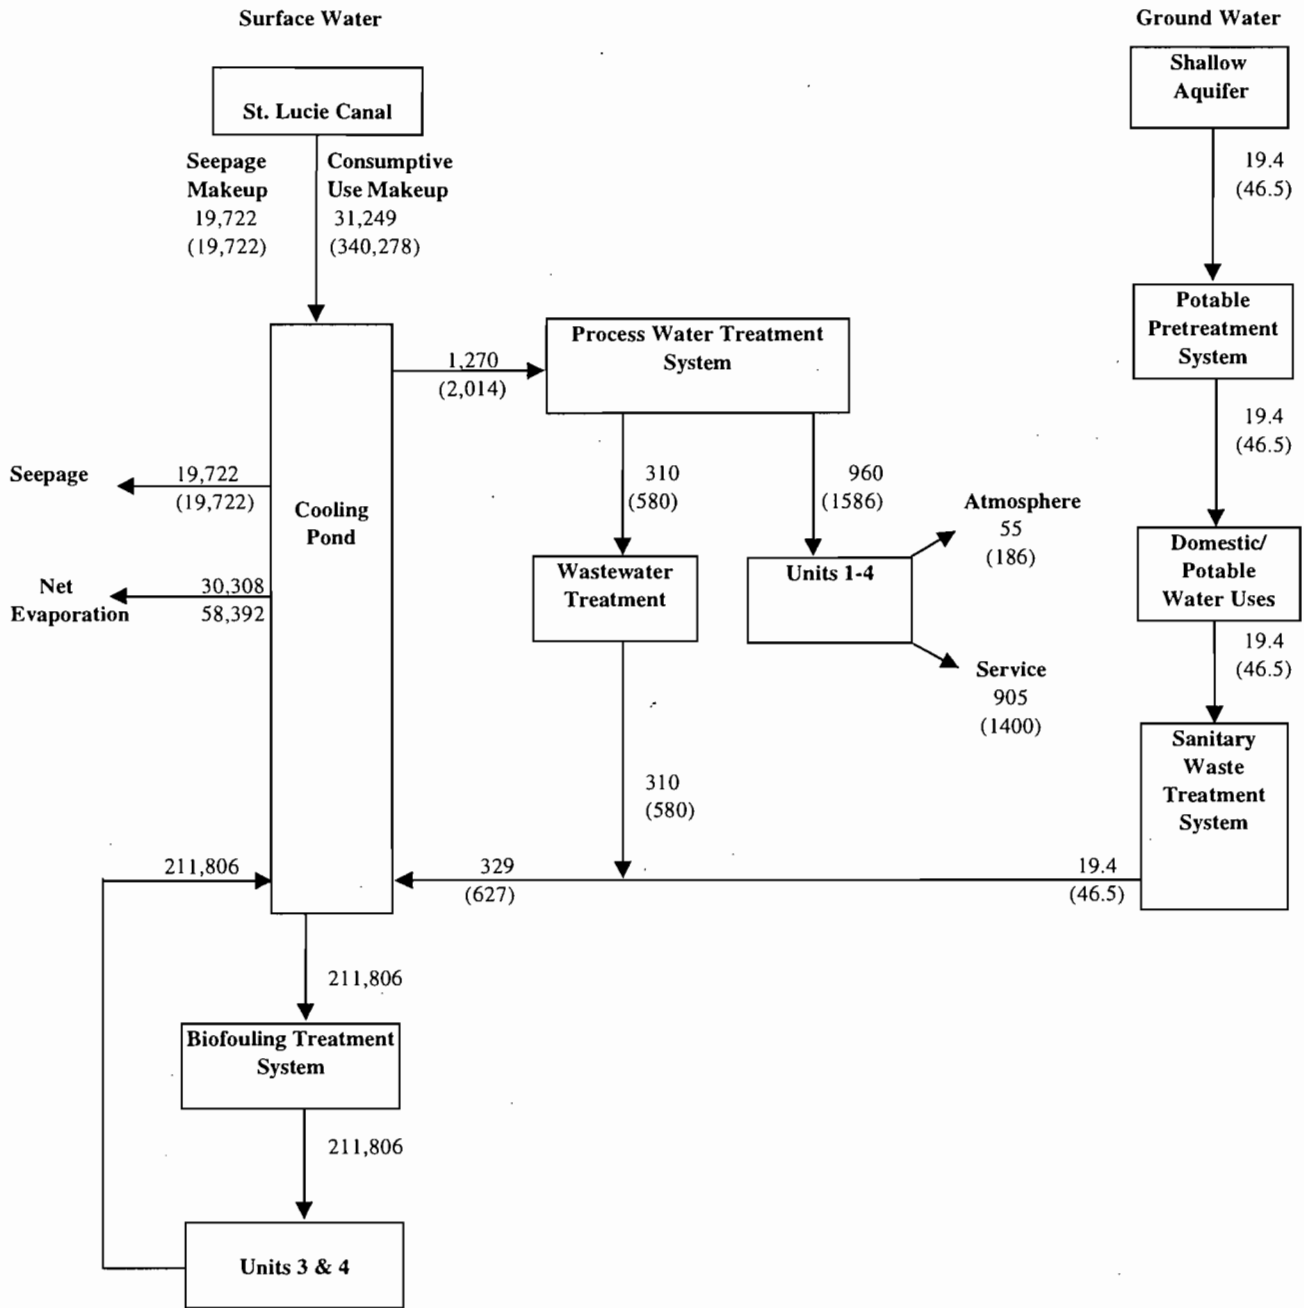 Surface Water
Ground Water
St. Lucie Canal
Shallow
Aquifer
Seepage
Makeup
19,722
(19,722)
Consumptive
Use Makeup
31,249
(340,278)
19.4
(46.5)
Potable
Pretreatment
System
Process Water Treatment
System
1,270
(2,014)
19.4
(46.5)
Seepage
19,722
(19,722)
Cooling
Pond
310
(580)
960
(1586)
Atmosphere
55
(186)
Domestic/
Potable
Water Uses
Net
Evaporation
30,308
58,392
Wastewater
Treatment
Units 1-4
19.4
(46.5)
Service
905
(1400)
Sanitary
Waste
Treatment
System
310
(580)
211,806
329
(627)
19.4
(46.5)
211,806
Biofouling Treatment
System
211,806
Units 3 & 4